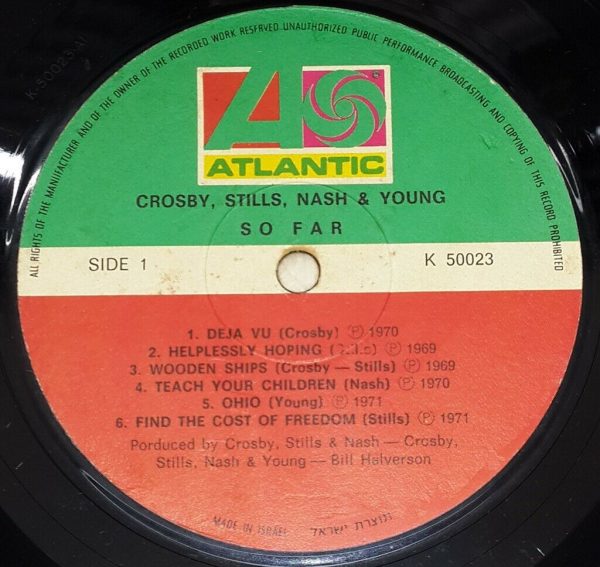 ALL RIGHTS OF THE MANUFACTURER AND OF THE OWNER OF THE RECORDED WORK RESERVED UNAUTHORIZED PUBLIC PERFORMANCE BROADCASTING AND COPYING OF THIS RECORD PROHIBITED
K 50023 A
®
ATLANTIC
CROSBY, STILLS, NASH & YOUNG
SO FAR
SIDE 1 K 50023
1. DEJA VU (Crosby) ℗ 1970
2. HELPLESSLY HOPING ℗ 1969
3. WOODEN SHIPS (Crosby — Stills) ℗ 1969
4. TEACH YOUR CHILDREN (Nash) ℗ 1970
5. OHIO (Young) ℗ 1971
6. FIND THE COST OF FREEDOM (Stills) ℗ 1971
Produced by Crosby, Stills & Nash — Crosby,
Stills, Nash & Young — Bill Halverson
MADE IN ISRAEL תוצרת ישראל